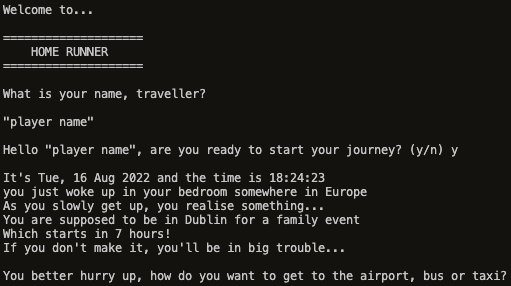 Welcome to...
====================
HOME RUNNER
====================
What is your name, traveller?
"player name"
Hello "player name", are you ready to start your journey? (y/n) y
It's Tue, 16 Aug 2022 and the time is 18:24:23
you just woke up in your bedroom somewhere in Europe
As you slowly get up, you realise something...
You are supposed to be in Dublin for a family event
Which starts in 7 hours!
If you don't make it, you'll be in big trouble...
You better hurry up, how do you want to get to the airport, bus or taxi?